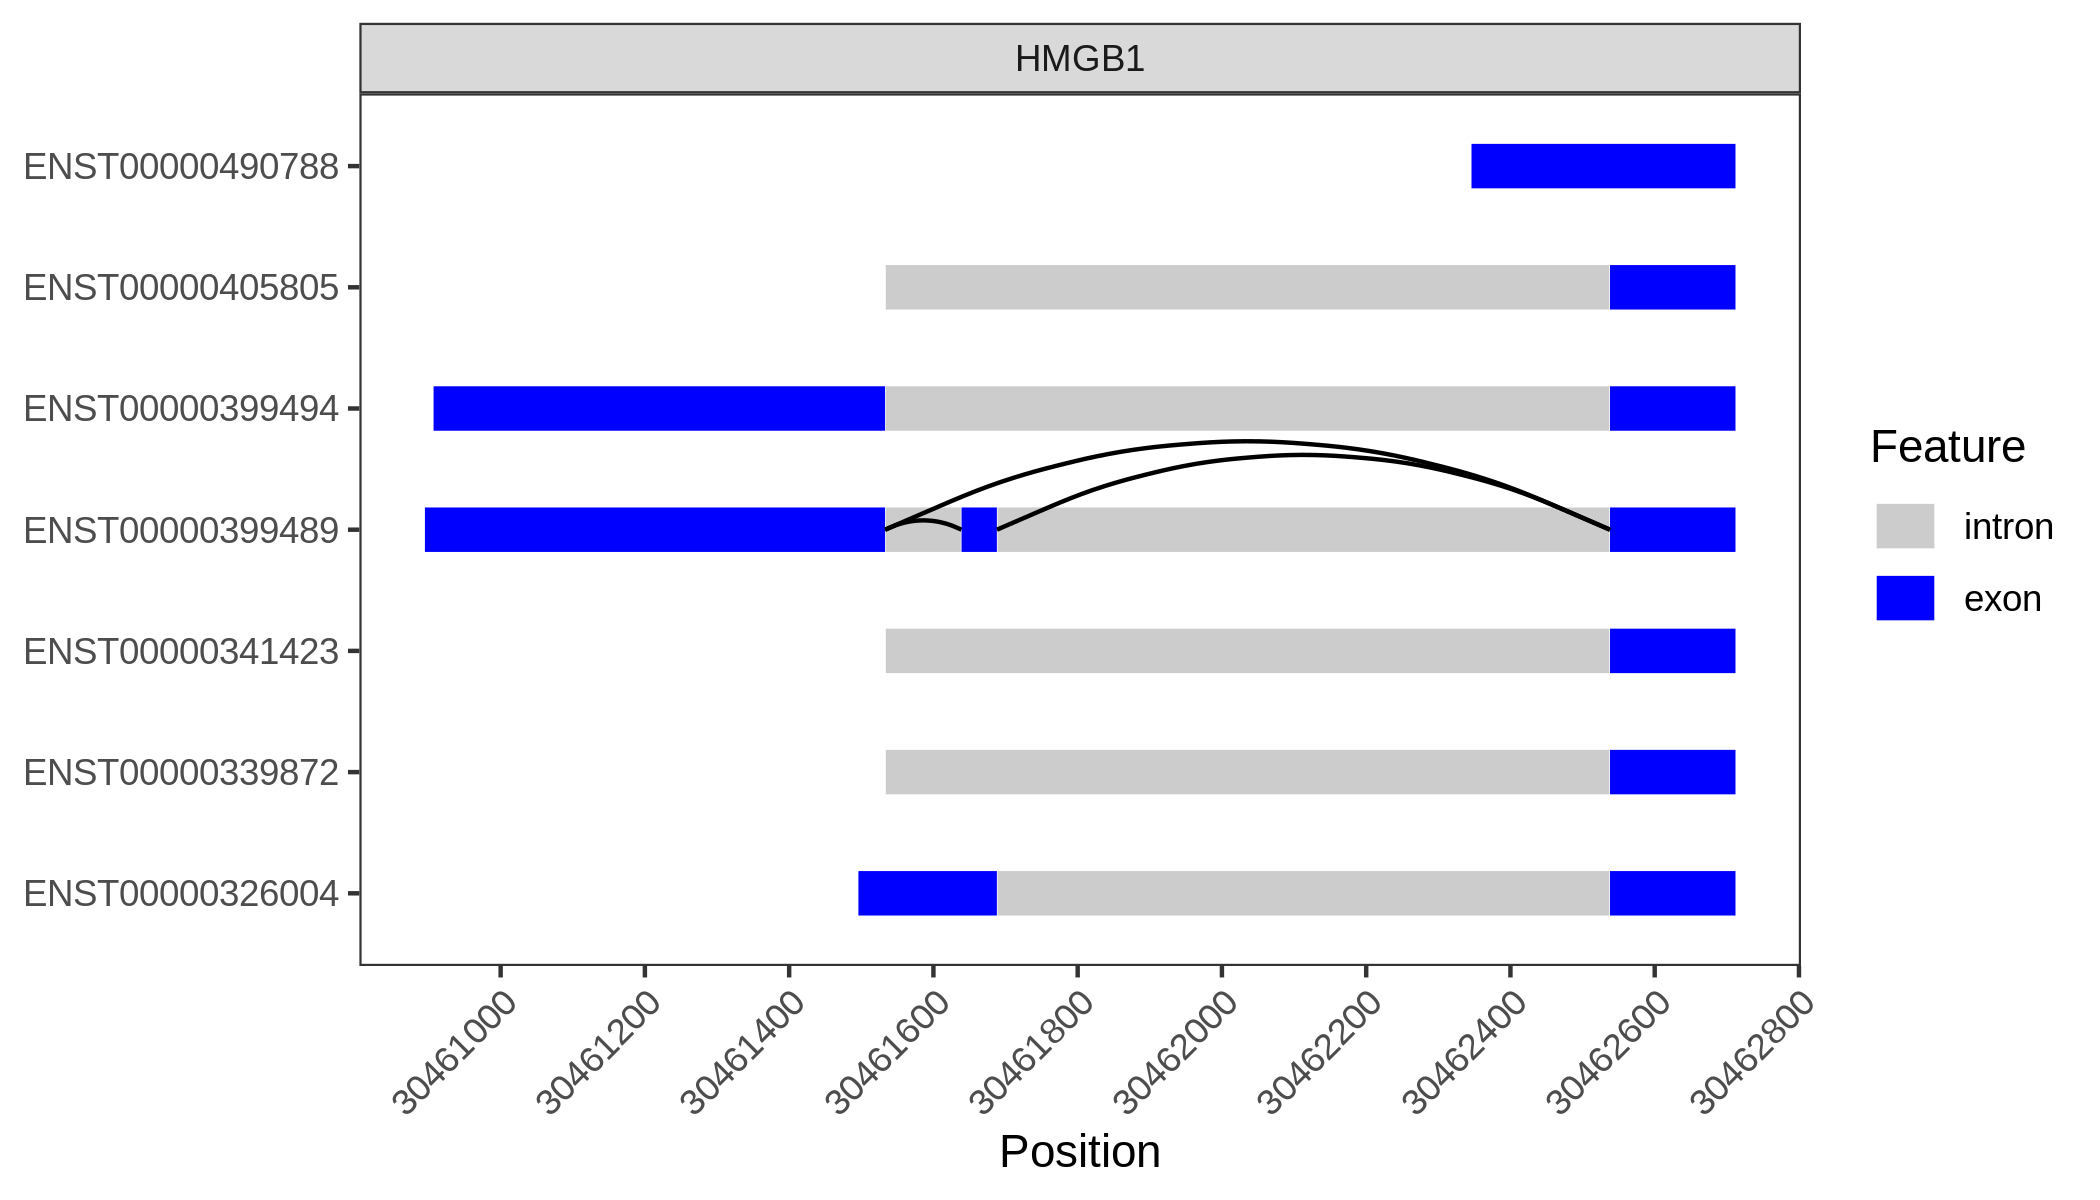 HMGB1
ENST00000490788
ENST00000405805
ENST00000399494
ENST00000399489
ENST00000341423
ENST00000339872
ENST00000326004
Feature
intron
exon
30461000
30461200
30461400
30461600
30461800
30462000
30462200
30462400
30462600
30462800
Position